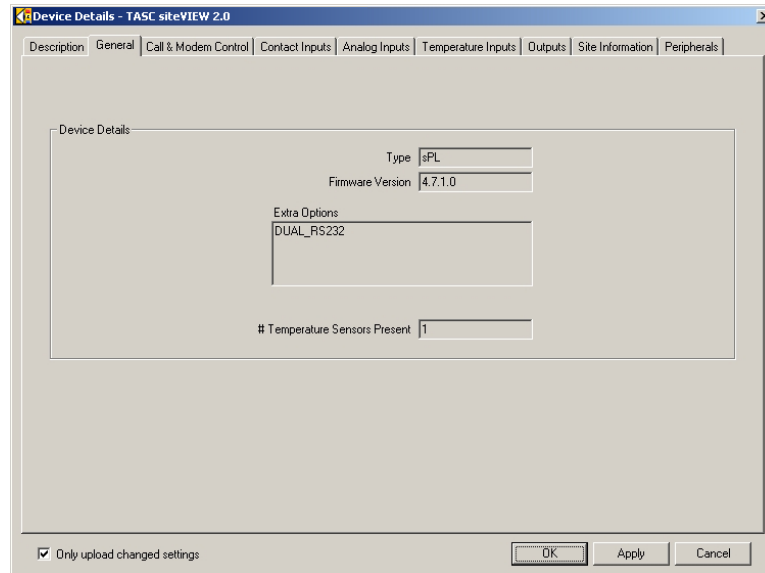 Device Details - TASC siteVIEW 2.0
Description General Call & Modem Control Contact Inputs Analog Inputs Temperature Inputs Outputs Site Information Peripherals
Device Details
Type sPL
Firmware Version 4.7.1.0
Extra Options
DUAL_RS232
# Temperature Sensors Present 1
Only upload changed settings OK Apply Cancel